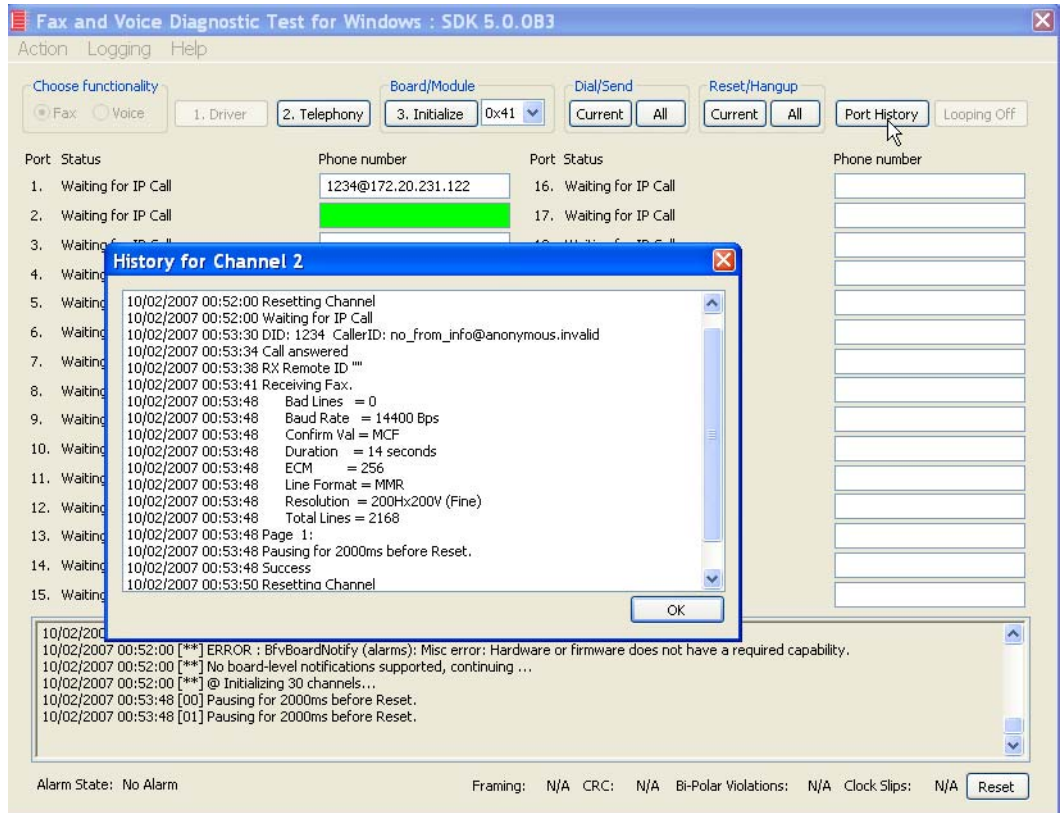 Fax and Voice Diagnostic Test for Windows : SDK 5.0.0B3
Action Logging Help
Choose functionality
Fax Voice
1. Driver
2. Telephony
Board/Module
3. Initialize
0x41
Dial/Send
Current All
Reset/Hangup
Current All
Port History
Looping Off
Port Status Phone number Port Status Phone number
1. Waiting for IP Call 1234@172.20.231.122 16. Waiting for IP Call
2. Waiting for IP Call 17. Waiting for IP Call
3. Waiting
4. Waiting
5. Waiting
6. Waiting
7. Waiting
8. Waiting
9. Waiting
10. Waiting
11. Waiting
12. Waiting
13. Waiting
14. Waiting
15. Waiting
History for Channel 2
10/02/2007 00:52:00 Resetting Channel
10/02/2007 00:52:00 Waiting for IP Call
10/02/2007 00:53:30 DID: 1234 CallerID: no_from_info@anonymous.invalid
10/02/2007 00:53:34 Call answered
10/02/2007 00:53:38 RX Remote ID ""
10/02/2007 00:53:41 Receiving Fax.
10/02/2007 00:53:48 Bad Lines = 0
10/02/2007 00:53:48 Baud Rate = 14400 Bps
10/02/2007 00:53:48 Confirm Val = MCF
10/02/2007 00:53:48 Duration = 14 seconds
10/02/2007 00:53:48 ECM = 256
10/02/2007 00:53:48 Line Format = MMR
10/02/2007 00:53:48 Resolution = 200Hx200V (Fine)
10/02/2007 00:53:48 Total Lines = 2168
10/02/2007 00:53:48 Page 1:
10/02/2007 00:53:48 Pausing for 2000ms before Reset.
10/02/2007 00:53:48 Success
10/02/2007 00:53:50 Resetting Channel
OK
10/02/200
10/02/2007 00:52:00 [**] ERROR : BfvBoardNotify (alarms): Misc error: Hardware or firmware does not have a required capability.
10/02/2007 00:52:00 [**] No board-level notifications supported, continuing ...
10/02/2007 00:52:00 [**] @ Initializing 30 channels...
10/02/2007 00:53:48 [00] Pausing for 2000ms before Reset.
10/02/2007 00:53:48 [01] Pausing for 2000ms before Reset.
Alarm State: No Alarm Framing: N/A CRC: N/A Bi-Polar Violations: N/A Clock Slips: N/A Reset